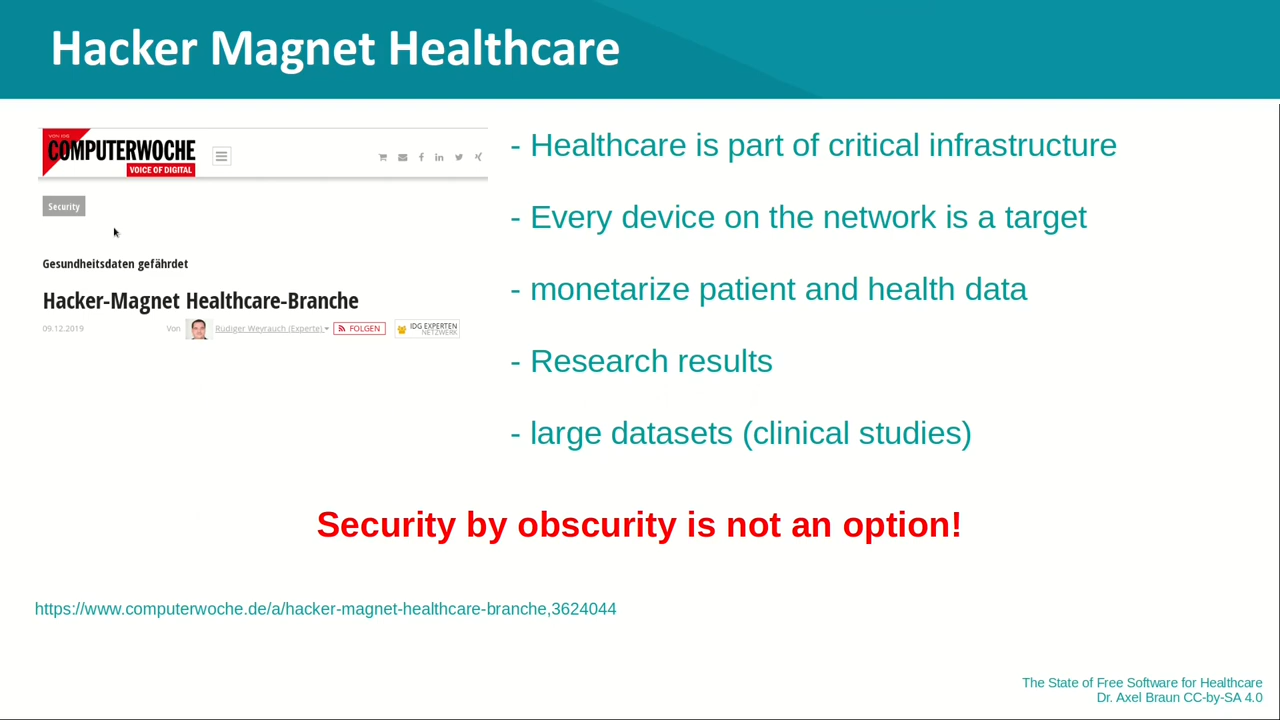 Hacker Magnet Healthcare
VON IDG
COMPUTERWOCHE
VOICE OF DIGITAL
Security
Gesundheitsdaten gefährdet
Hacker-Magnet Healthcare-Branche
09.12.2019 Von Rüdiger Weyrauch (Experte) FOLGEN IDG EXPERTEN
NETZWERK
- Healthcare is part of critical infrastructure
- Every device on the network is a target
- monetarize patient and health data
- Research results
- large datasets (clinical studies)
Security by obscurity is not an option!
https://www.computerwoche.de/a/hacker-magnet-healthcare-branche,3624044
The State of Free Software for Healthcare
Dr. Axel Braun CC-by-SA 4.0